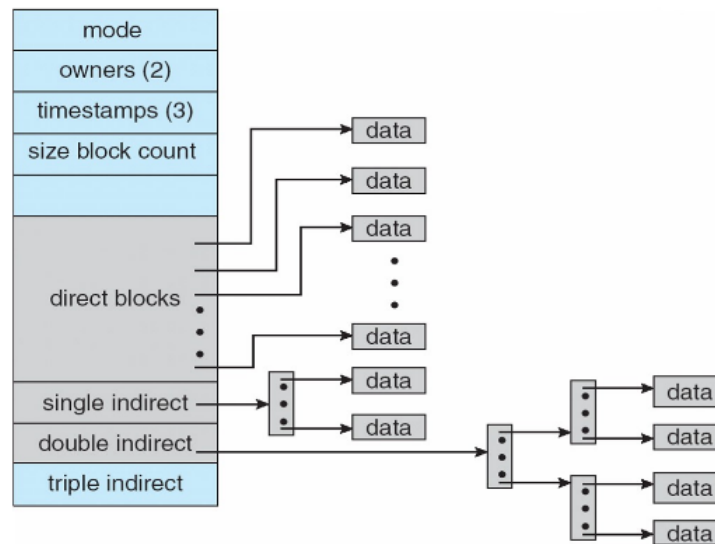 mode
owners (2)
timestamps (3)
size block count
direct blocks
single indirect
double indirect
triple indirect
data
data
data
data
data
data
data
data
data
data